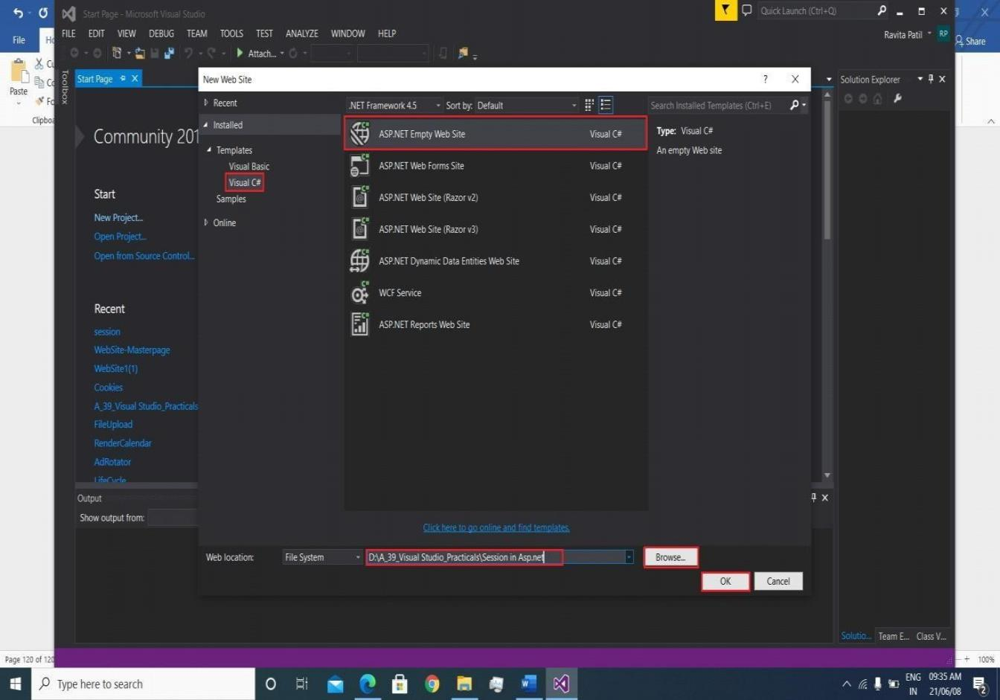 Start Page - Microsoft Visual Studio
Quick Launch (Ctrl+Q)
File
FILE EDIT VIEW DEBUG TEAM TOOLS TEST ANALYZE WINDOW HELP
Ravita Patil
RP
Share
Attach...
Paste
Toolbox
Start Page
New Web Site
?
Solution Explorer
Recent
.NET Framework 4.5
Sort by: Default
Search Installed Templates (Ctrl+E)
Installed
Templates
Visual Basic
Visual C#
Samples
Online
ASP.NET Empty Web Site Visual C#
ASP.NET Web Forms Site Visual C#
ASP.NET Web Site (Razor v2) Visual C#
ASP.NET Web Site (Razor v3) Visual C#
ASP.NET Dynamic Data Entities Web Site Visual C#
WCF Service Visual C#
ASP.NET Reports Web Site Visual C#
Type: Visual C#
An empty Web site
Community 201
Start
New Project...
Open Project...
Open from Source Control...
Recent
session
WebSite-Masterpage
WebSite1(1)
Cookies
A_39_Visual Studio_Practicals
FileUpload
RenderCalendar
AdRotator
LifeCycle
Output
Show output from:
Click here to go online and find templates.
Web location:
File System
D:\A_39_Visual Studio_Practicals\Session in Asp.net
Browse...
OK
Cancel
Solutio... Team E... Class V...
Page 120 of 120
100%
Type here to search
ENG
IN
09:35 AM
21/06/08
2